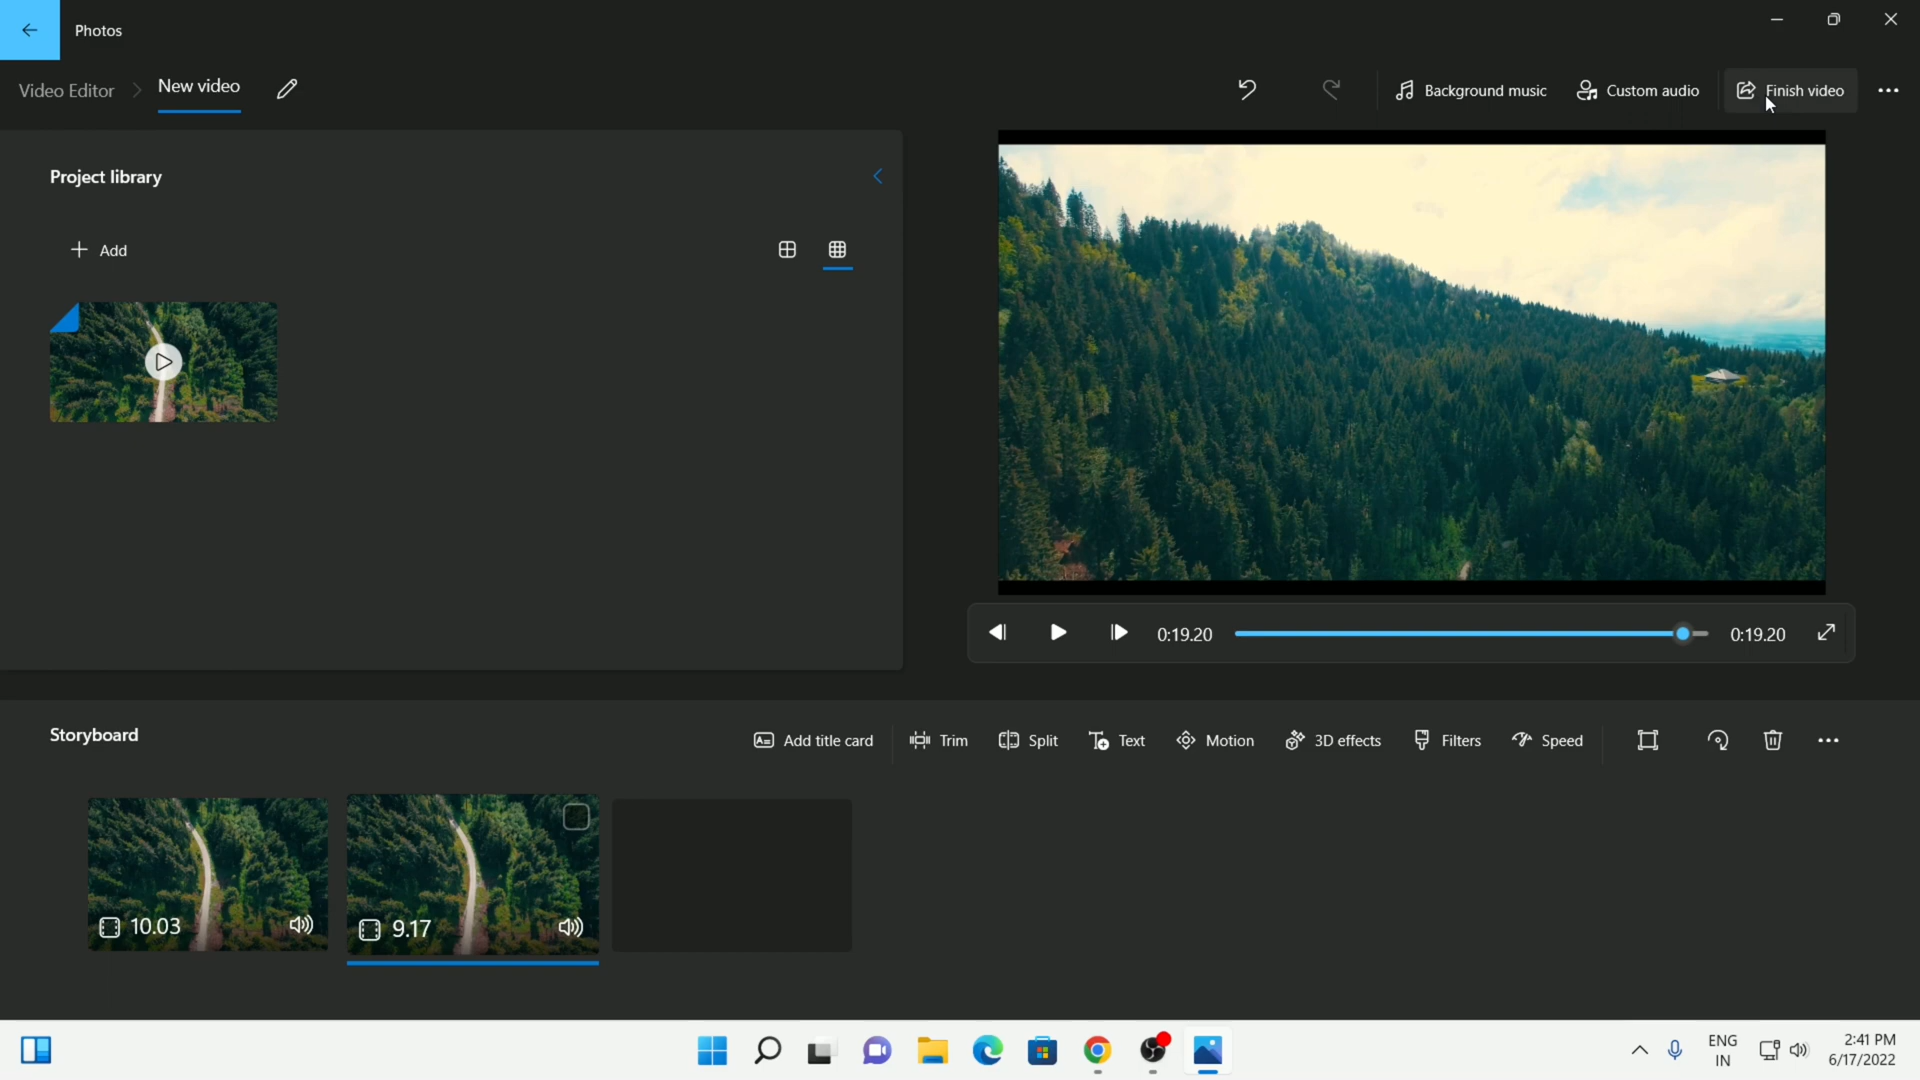 Photos
Video Editor
New video
Background music
Custom audio
Finish video
Project library
Add
0:19.20
0:19.20
Storyboard
Add title card
Trim
Split
Text
Motion
3D effects
Filters
Speed
10.03
9.17
ENG
IN
2:41 PM
6/17/2022